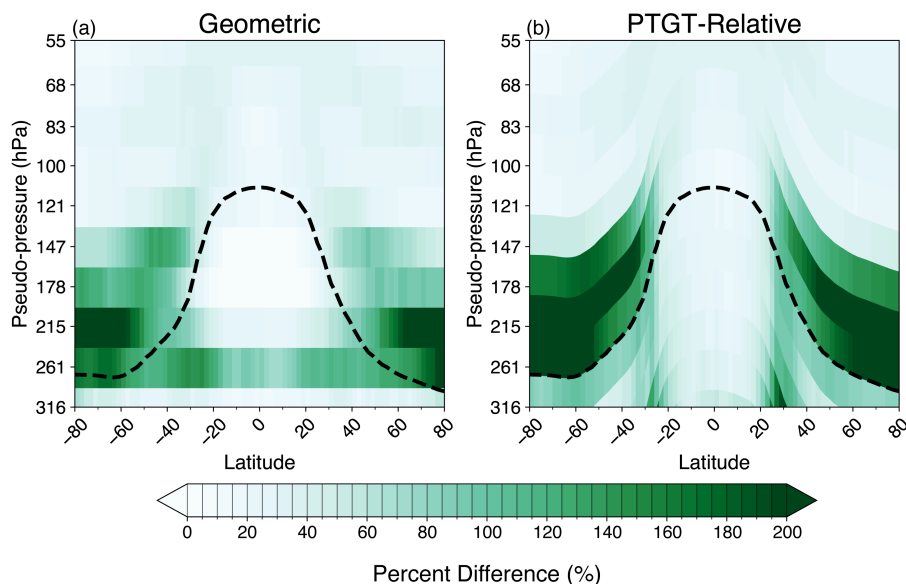 (a) Geometric
(b) PTGT-Relative
Pseudo-pressure (hPa)
55
68
83
100
121
147
178
215
261
316
−80 −60 −40 −20 0 20 40 60 80
Latitude
Pseudo-pressure (hPa)
55
68
83
100
121
147
178
215
261
316
−80 −60 −40 −20 0 20 40 60 80
Latitude
0 20 40 60 80 100 120 140 160 180 200
Percent Difference (%)